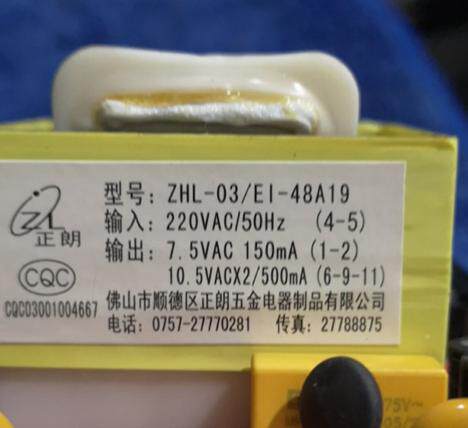 型号: ZHL-03/EI-48A19
输入: 220VAC/50Hz (4-5)
输出: 7.5VAC 150mA (1-2)
10.5VACX2/500mA (6-9-11)
ZL
正朗
CQC
CQC03001004667
佛山市顺德区正朗五金电器制品有限公司
电话: 0757-27770281 传真: 27788875
75V~